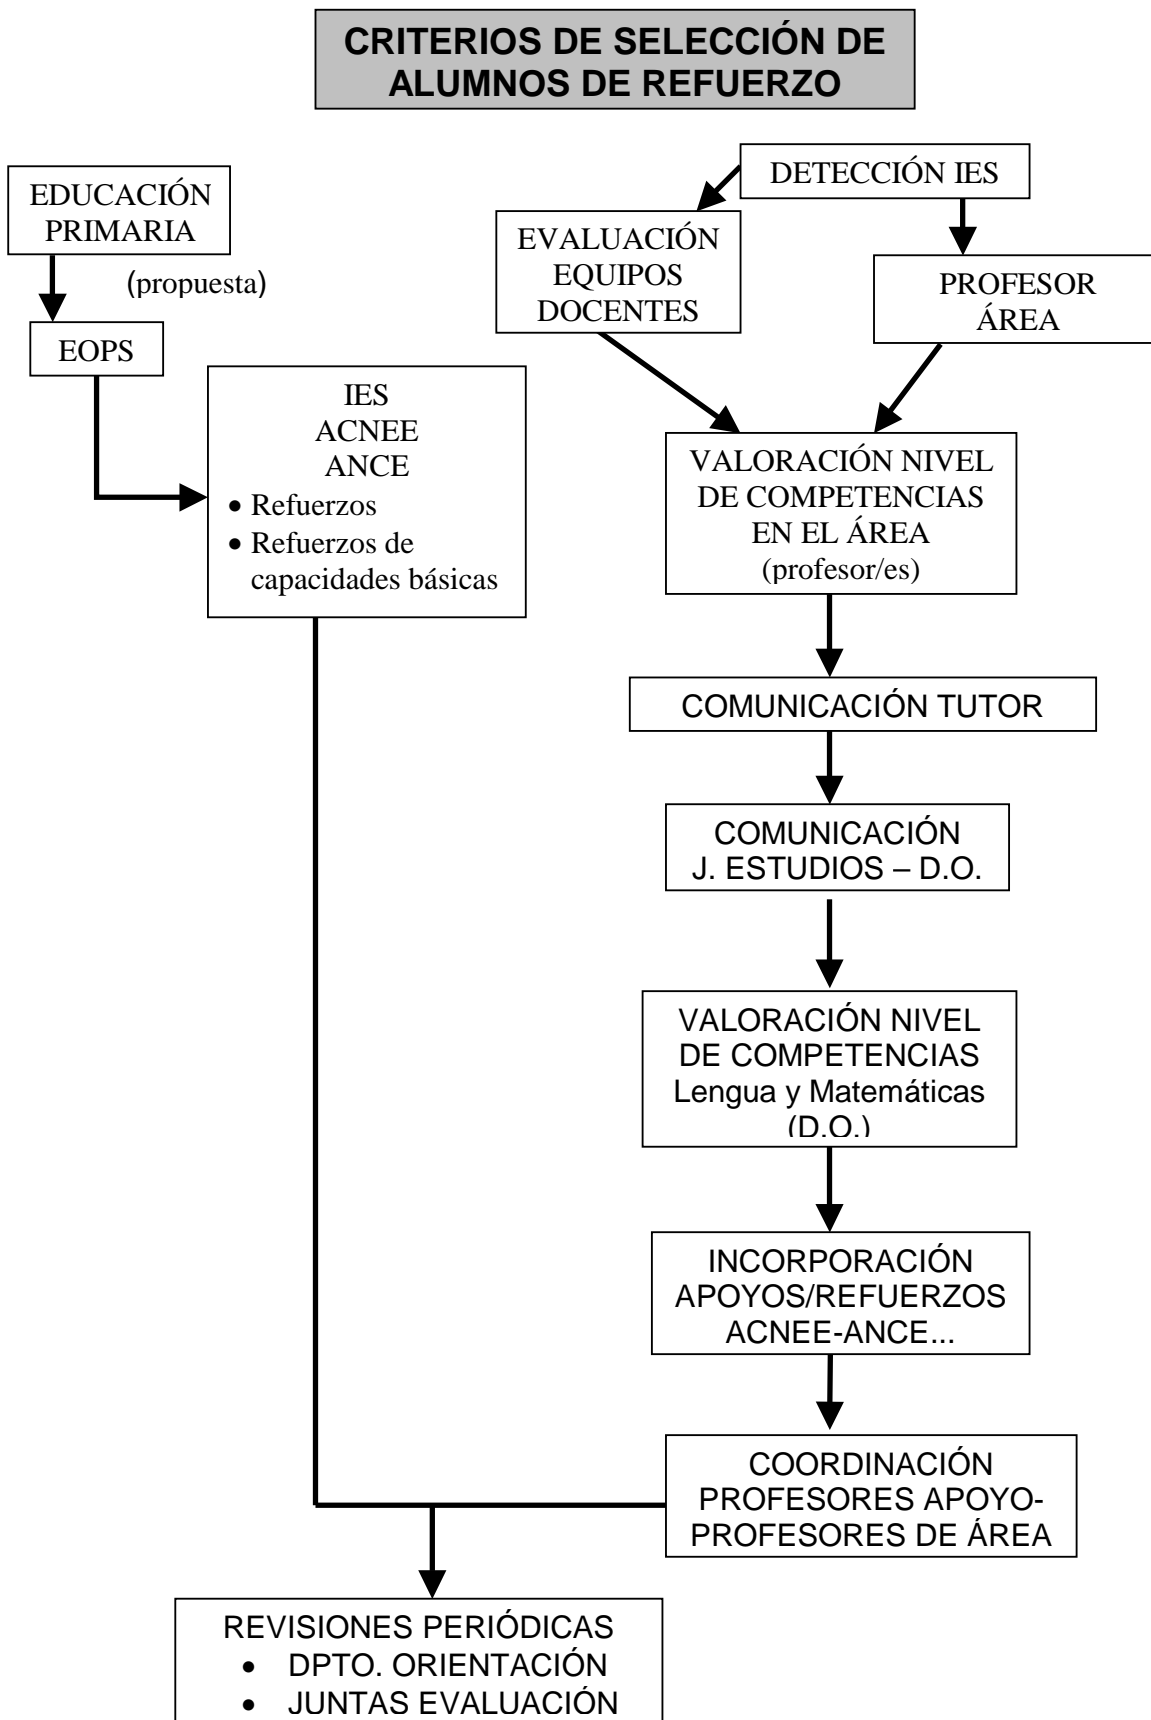 CRITERIOS DE SELECCIÓN DE
ALUMNOS DE REFUERZO
EDUCACIÓN
PRIMARIA
(propuesta)
EOPS
IES
ACNEE
ANCE
• Refuerzos
• Refuerzos de
capacidades básicas
DETECCIÓN IES
EVALUACIÓN
EQUIPOS
DOCENTES
PROFESOR
ÁREA
VALORACIÓN NIVEL
DE COMPETENCIAS
EN EL ÁREA
(profesor/es)
COMUNICACIÓN TUTOR
COMUNICACIÓN
J. ESTUDIOS – D.O.
VALORACIÓN NIVEL
DE COMPETENCIAS
Lengua y Matemáticas
(D.O.)
INCORPORACIÓN
APOYOS/REFUERZOS
ACNEE-ANCE...
COORDINACIÓN
PROFESORES APOYO-
PROFESORES DE ÁREA
REVISIONES PERIÓDICAS
• DPTO. ORIENTACIÓN
• JUNTAS EVALUACIÓN